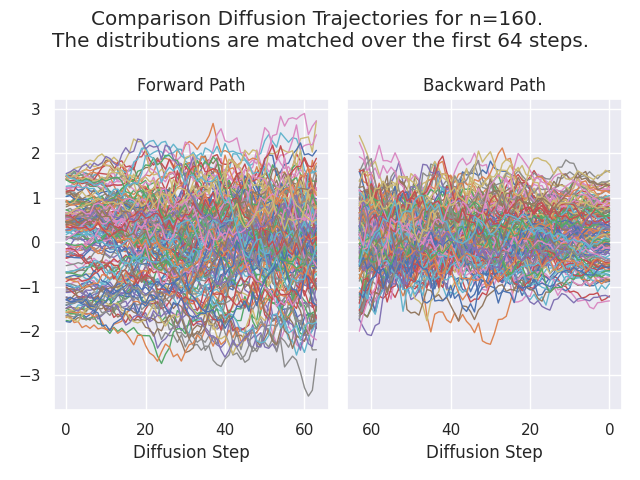 Comparison Diffusion Trajectories for n=160.
The distributions are matched over the first 64 steps.
Forward Path
Backward Path
3
2
1
0
−1
−2
−3
0 20 40 60
60 40 20 0
Diffusion Step
Diffusion Step